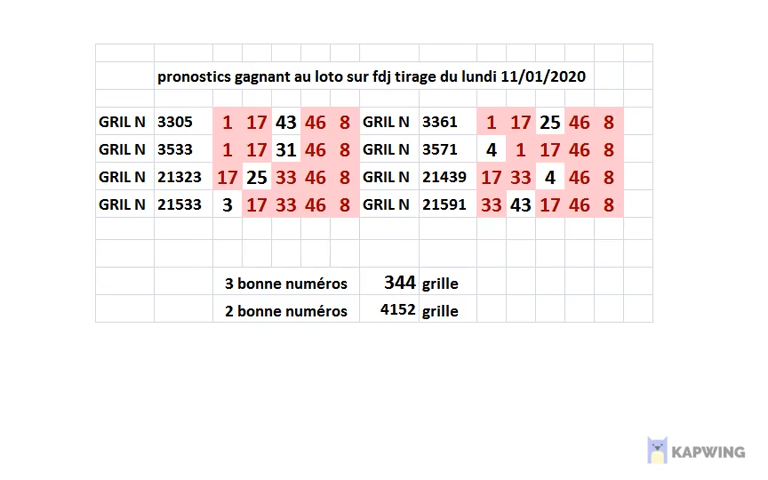 pronostics gagnant au loto sur fdj tirage du lundi 11/01/2020
GRIL N 3305 1 17 43 46 8 GRIL N 3361 1 17 25 46 8
GRIL N 3533 1 17 31 46 8 GRIL N 3571 4 1 17 46 8
GRIL N 21323 17 25 33 46 8 GRIL N 21439 17 33 4 46 8
GRIL N 21533 3 17 33 46 8 GRIL N 21591 33 43 17 46 8
3 bonne numéros 344 grille
2 bonne numéros 4152 grille
KAPWING